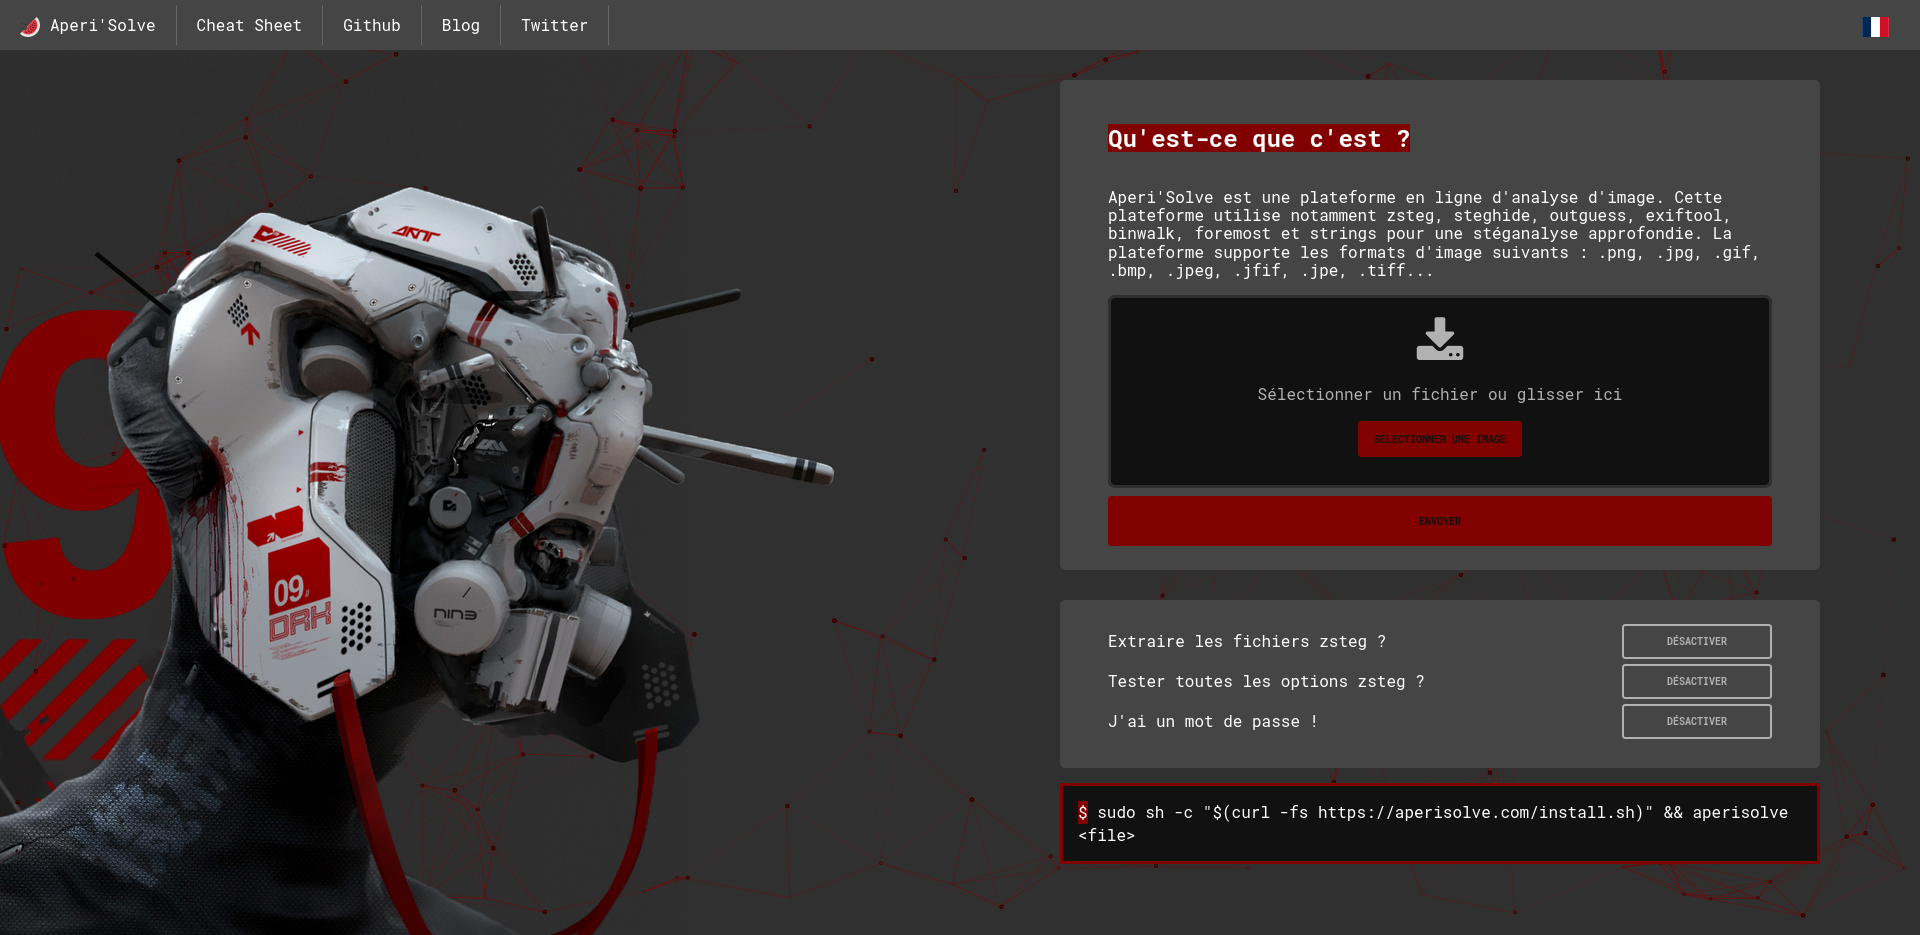 Aperi'Solve
Cheat Sheet
Github
Blog
Twitter
Qu'est-ce que c'est ?
Aperi'Solve est une plateforme en ligne d'analyse d'image. Cette
plateforme utilise notamment zsteg, steghide, outguess, exiftool,
binwalk, foremost et strings pour une stéganalyse approfondie. La
plateforme supporte les formats d'image suivants : .png, .jpg, .gif,
.bmp, .jpeg, .jfif, .jpe, .tiff...
Sélectionner un fichier ou glisser ici
SÉLECTIONNER UNE IMAGE
ENVOYER
Extraire les fichiers zsteg ?
DÉSACTIVER
Tester toutes les options zsteg ?
DÉSACTIVER
J'ai un mot de passe !
DÉSACTIVER
$ sudo sh -c "$(curl -fs https://aperisolve.com/install.sh)" && aperisolve
<file>
9
ANT
09
DRK
NIN3